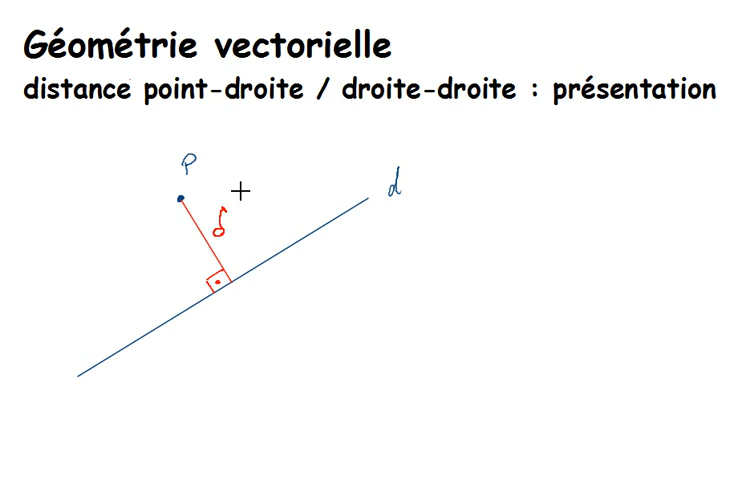 Géométrie vectorielle
distance point-droite / droite-droite : présentation
P
d
δ